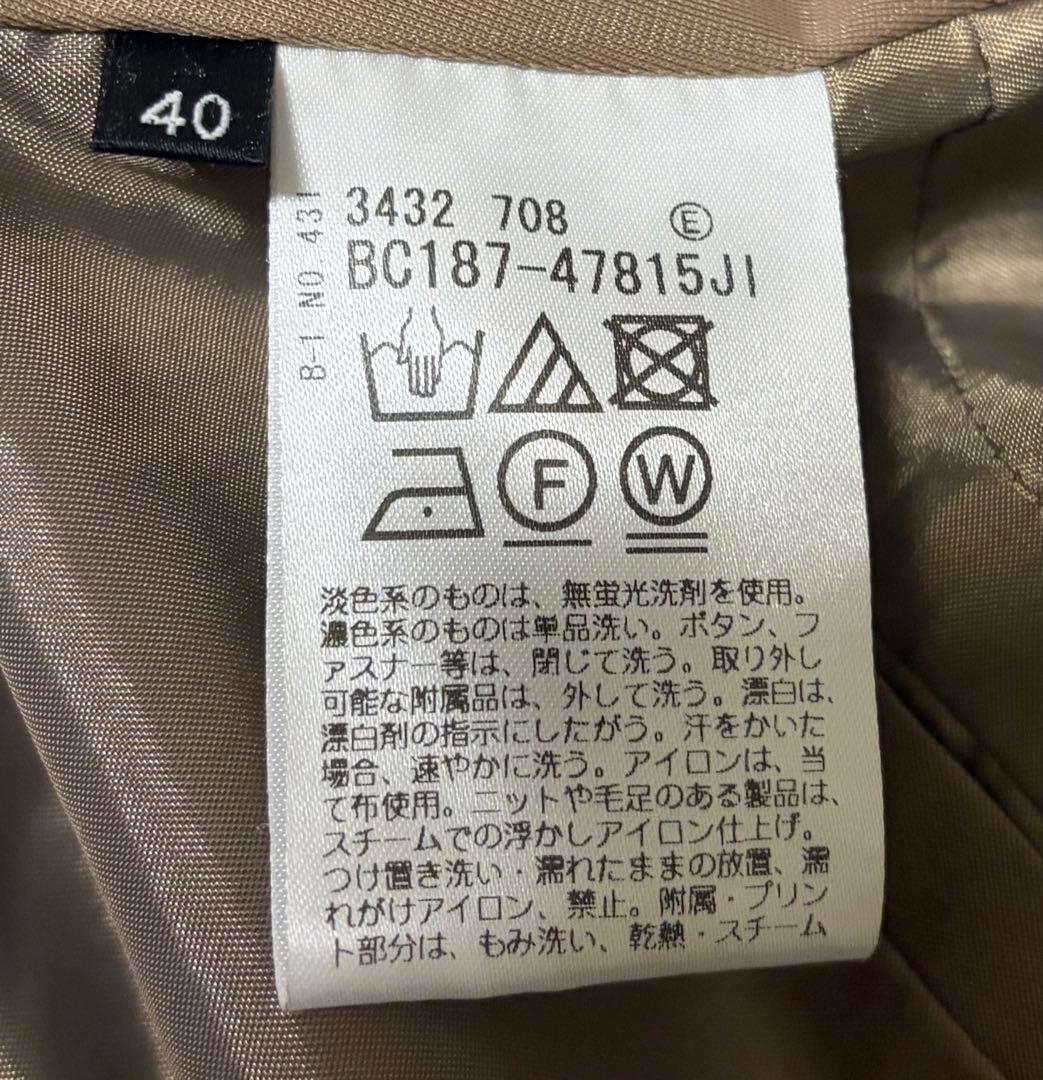 40
B-1 NO.431
3432 708 Ⓔ
BC187-47815JI
F W
淡色系のものは、無蛍光洗剤を使用。
濃色系のものは単品洗い。ボタン、フ
ァスナー等は、閉じて洗う。取り外し
可能な附属品は、外して洗う。漂白は、
漂白剤の指示にしたがう。汗をかいた
場合、速やかに洗う。アイロンは、当
て布使用。ニットや毛足のある製品は、
スチームでの浮かしアイロン仕上げ。
つけ置き洗い・濡れたままの放置、濡
れがけアイロン、禁止。附属・プリン
ト部分は、もみ洗い、乾熱・スチーム